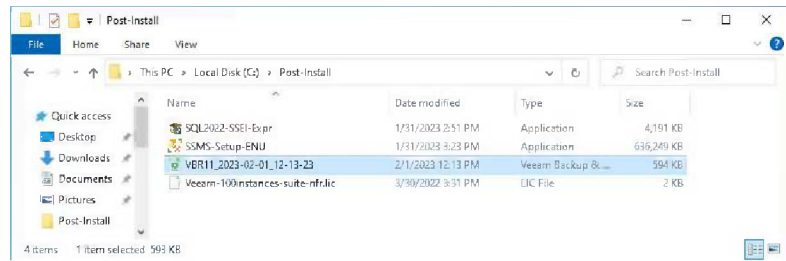 Post-Install
File Home Share View
This PC > Local Disk (C:) > Post-Install Search Post-Install
Name Date modified Type Size
Quick access
Desktop
Downloads
Documents
Pictures
Post-Install
SQL2022-SSEI-Expr 1/31/2023 2:51 PM Application 4,191 KB
SSMS-Setup-ENU 1/31/2023 3:23 PM Application 636,249 KB
VBR11_2023-02-01_12-13-23 2/1/2023 12:13 PM Veeam Backup &... 594 KB
Veeam-100instances-suite-nfr.lic 3/30/2022 3:31 PM LIC File 2 KB
4 items 1 item selected 593 KB